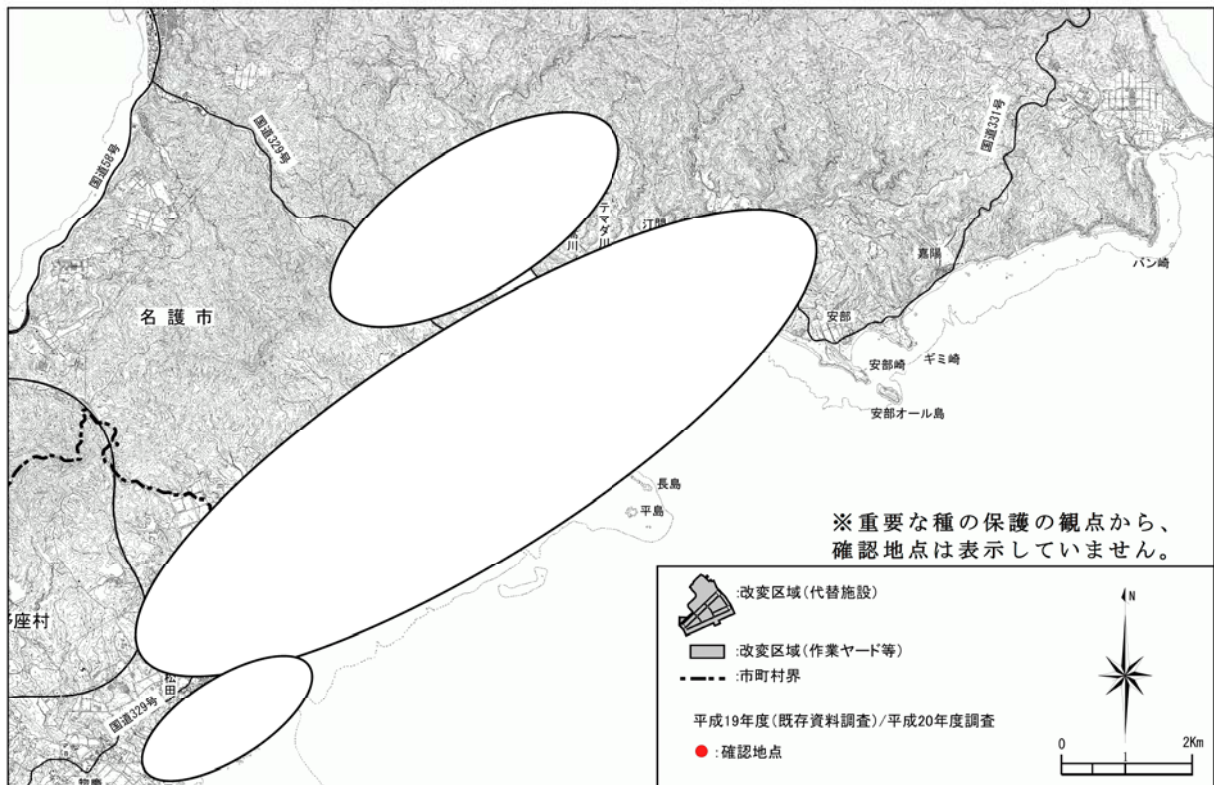 国道58号
国道329号
国道331号
テマダ川
嘉陽
バン崎
名護市
安部
安部崎
ギミ崎
安部オール島
長島
平島
※重要な種の保護の観点から、
確認地点は表示していません。
:改変区域(代替施設)
:改変区域(作業ヤード等)
:市町村界
平成19年度(既存資料調査)/平成20年度調査
:確認地点
N
0 1 2Km
座村
松田
国道329号